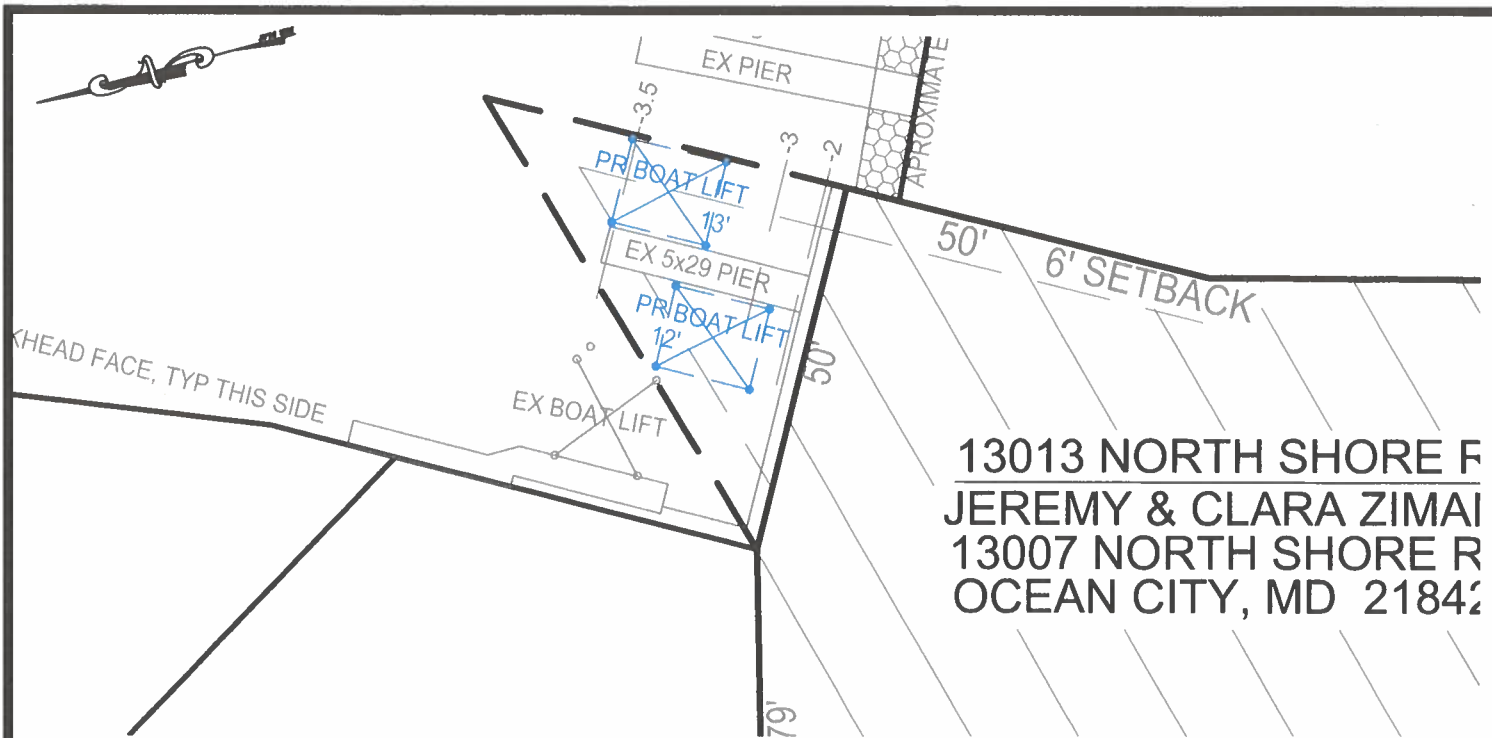 EX PIER
APROXIMATE
-3.5
-3
-2
PR BOAT LIFT
13'
EX 5x29 PIER
50'
6' SETBACK
PR BOAT LIFT
12'
50'
KHEAD FACE, TYP THIS SIDE
EX BOAT LIFT
13013 NORTH SHORE R
JEREMY & CLARA ZIMA
13007 NORTH SHORE R
OCEAN CITY, MD 21842
79'